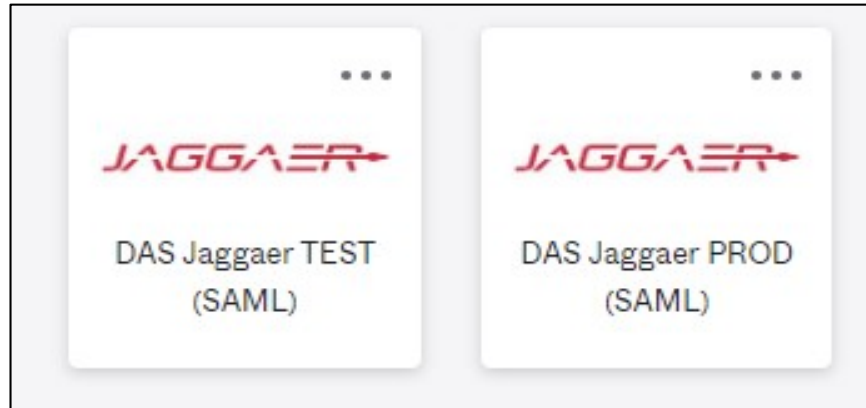 JAGGAER
DAS Jaggaer TEST
(SAML)
JAGGAER
DAS Jaggaer PROD
(SAML)